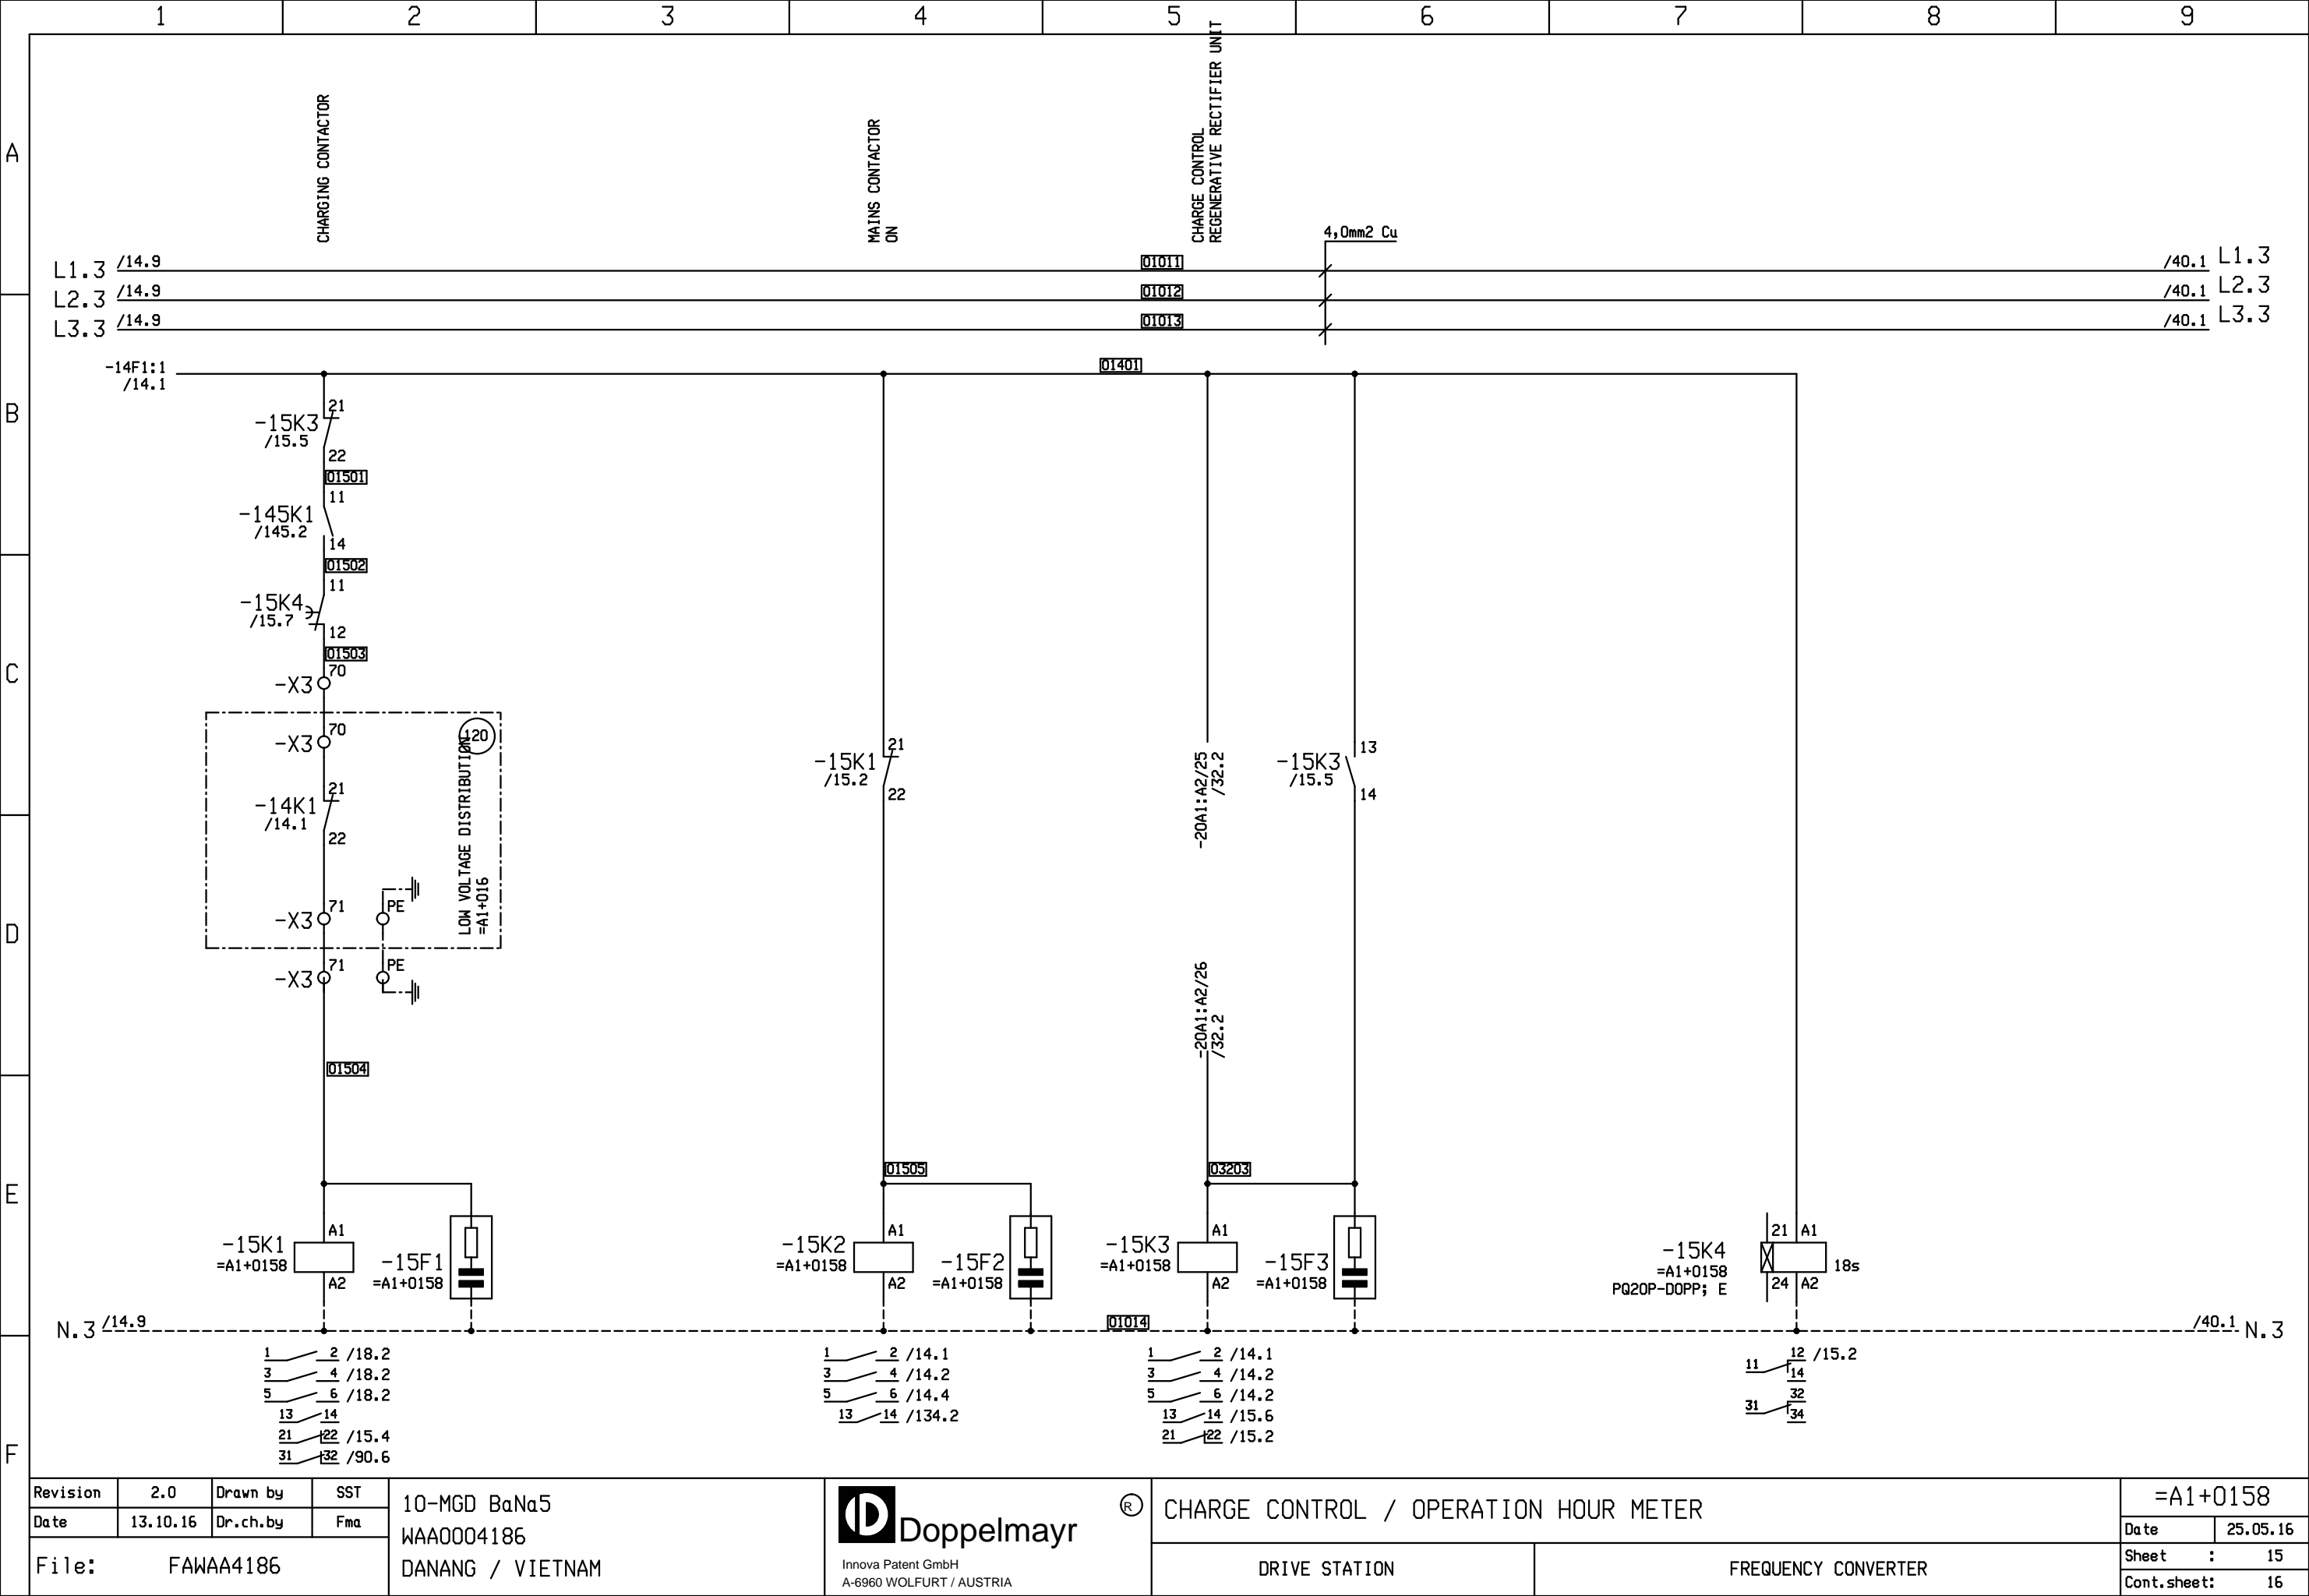 1 2 3 4 5 6 7 8 9
A
B
C
D
E
F
CHARGING CONTACTOR
MAINS CONTACTOR
ON
CHARGE CONTROL
REGENERATIVE RECTIFIER UNIT
4,0mm2 Cu
L1.3 /14.9 01011 /40.1 L1.3
L2.3 /14.9 01012 /40.1 L2.3
L3.3 /14.9 01013 /40.1 L3.3
-14F1:1
/14.1
01401
21
-15K3
/15.5
22
01501
11
-145K1
/145.2
14
01502
11
-15K4
/15.7
12
01503
70
-X3
70
-X3
120
LOW VOLTAGE DISTRIBUTION
=A1+016
21
-14K1
/14.1
22
71
-X3
PE
71
-X3
PE
01504
21
-15K1
/15.2
22
-20A1:A2/25
/32.2
13
-15K3
/15.5
14
-20A1:A2/26
/32.2
01505
03203
A1
-15K1
=A1+0158
A2
-15F1
=A1+0158
A1
-15K2
=A1+0158
A2
-15F2
=A1+0158
A1
-15K3
=A1+0158
A2
-15F3
=A1+0158
21 A1
-15K4
=A1+0158
PQ20P-DOPP; E
18s
24 A2
N.3 /14.9 01014 /40.1 N.3
1 2 /18.2
3 4 /18.2
5 6 /18.2
13 14
21 22 /15.4
31 32 /90.6
1 2 /14.1
3 4 /14.2
5 6 /14.4
13 14 /134.2
1 2 /14.1
3 4 /14.2
5 6 /14.2
13 14 /15.6
21 22 /15.2
11 12 /15.2
14
31 32
34
Revision 2.0 Drawn by SST
Date 13.10.16 Dr.ch.by Fma
File: FAWAA4186
10-MGD BaNa5
WAA0004186
DANANG / VIETNAM
Doppelmayr
R
Innova Patent GmbH
A-6960 WOLFURT / AUSTRIA
CHARGE CONTROL / OPERATION HOUR METER
DRIVE STATION
FREQUENCY CONVERTER
=A1+0158
Date 25.05.16
Sheet : 15
Cont.sheet: 16